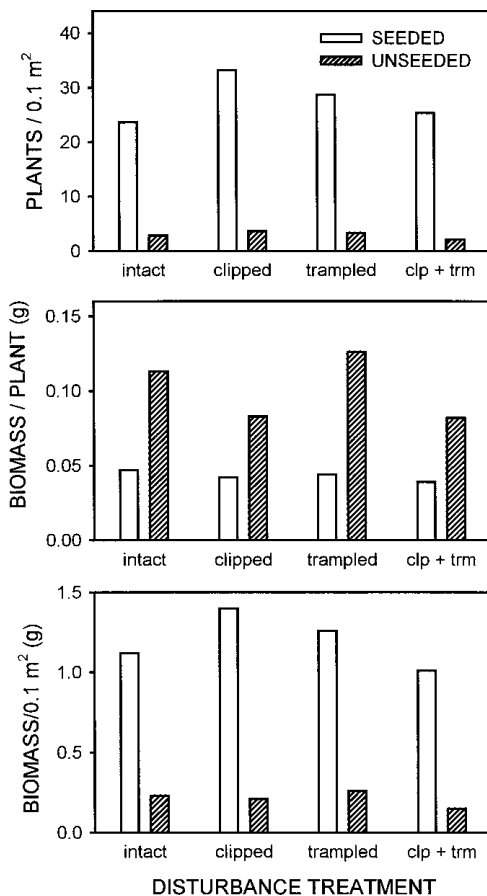 SEEDED
UNSEEDED
PLANTS / 0.1 m²
40
30
20
10
0
intact clipped trampled clp + trm
BIOMASS / PLANT (g)
0.15
0.10
0.05
0.00
intact clipped trampled clp + trm
BIOMASS/0.1 m² (g)
1.5
1.0
0.5
0.0
intact clipped trampled clp + trm
DISTURBANCE TREATMENT